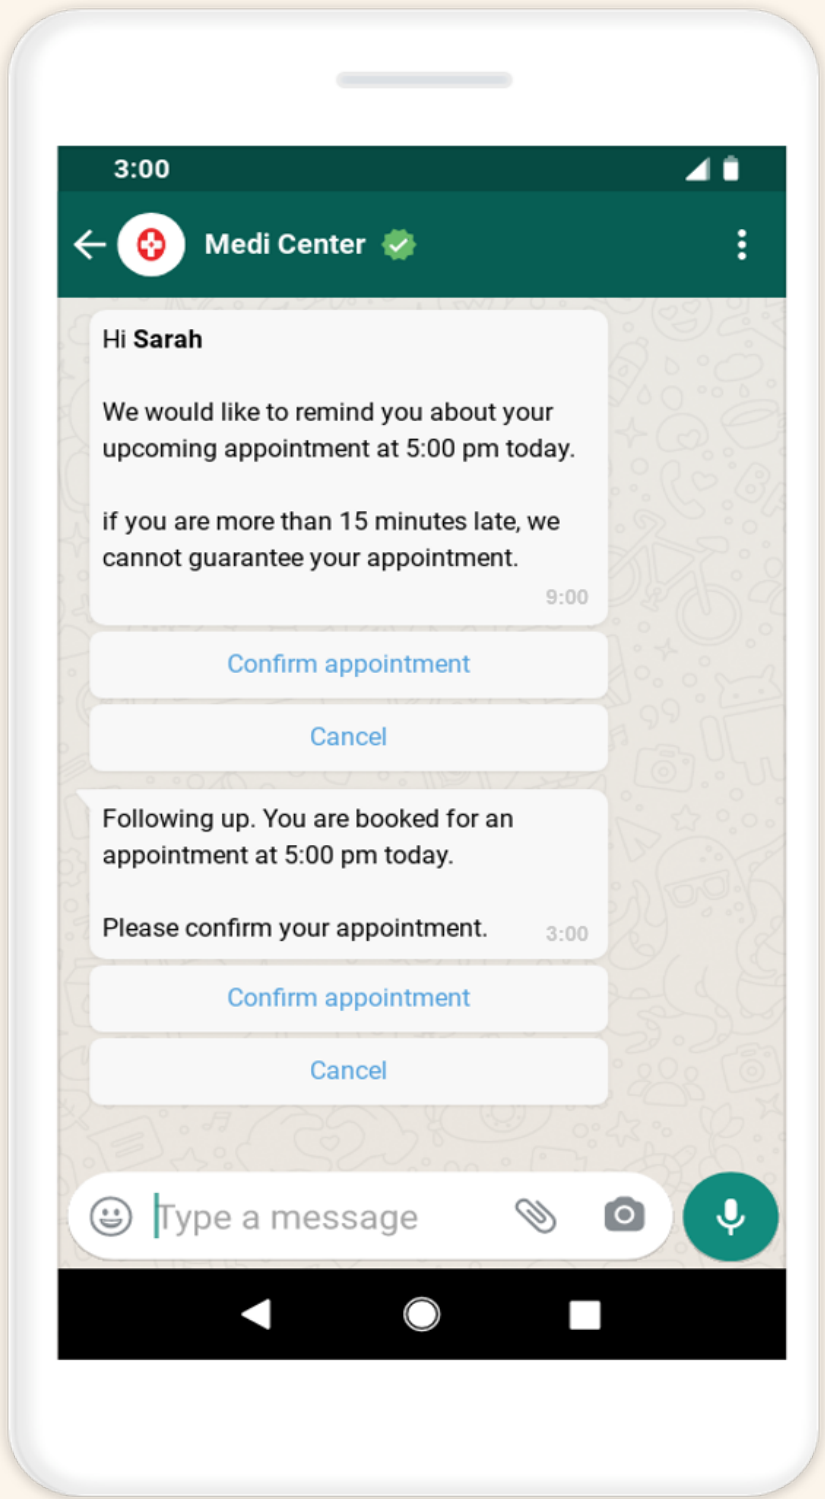 3:00
Medi Center
Hi Sarah
We would like to remind you about your
upcoming appointment at 5:00 pm today.
if you are more than 15 minutes late, we
cannot guarantee your appointment.
9:00
Confirm appointment
Cancel
Following up. You are booked for an
appointment at 5:00 pm today.
Please confirm your appointment.
3:00
Confirm appointment
Cancel
Type a message